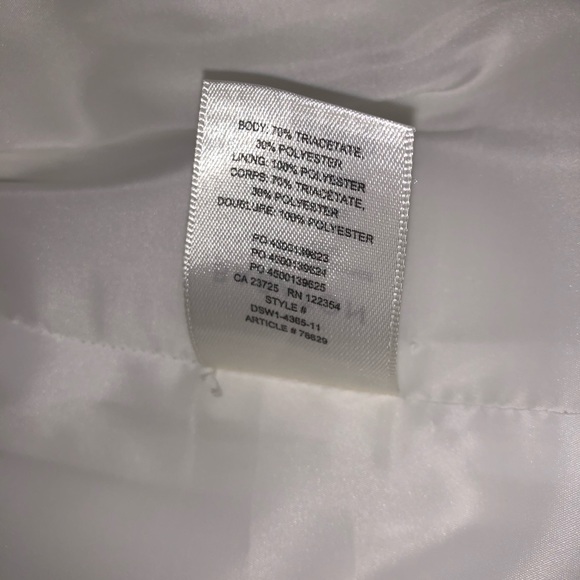 BODY: 70% TRIACETATE,
30% POLYESTER
LINING: 100% POLYESTER
CORPS: 70% TRIACETATE,
30% POLYESTER
DOUBLURE: 100% POLYESTER
PO 4500139623
PO 4500139624
PO 4500139625
CA 23725 RN 122354
STYLE #
DSW1-4365-11
ARTICLE # 78629